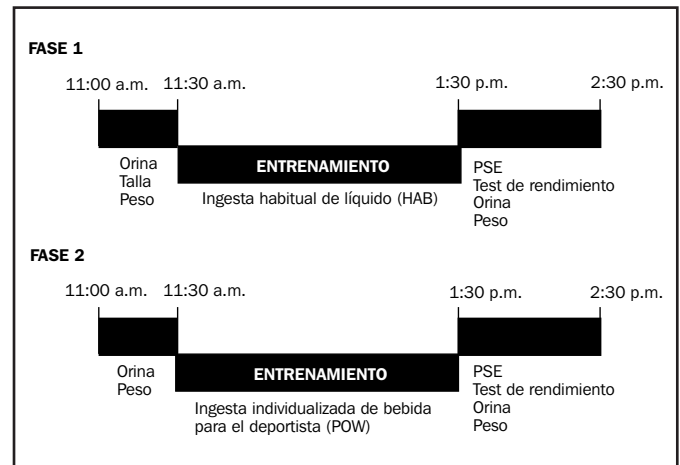 FASE 1
11:00 a.m. 11:30 a.m. 1:30 p.m. 2:30 p.m.
Orina
Talla
Peso
ENTRENAMIENTO
Ingesta habitual de líquido (HAB)
PSE
Test de rendimiento
Orina
Peso
FASE 2
11:00 a.m. 11:30 a.m. 1:30 p.m. 2:30 p.m.
Orina
Peso
ENTRENAMIENTO
Ingesta individualizada de bebida
para el deportista (POW)
PSE
Test de rendimiento
Orina
Peso